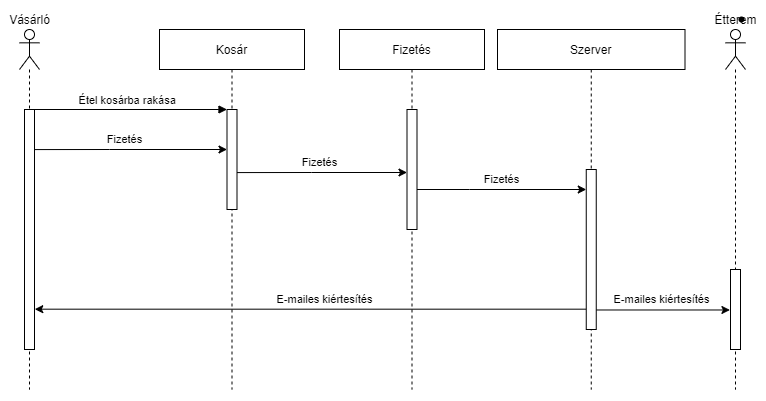 Vásárló
Étterem
Kosár
Fizetés
Szerver
Étel kosárba rakása
Fizetés
Fizetés
Fizetés
E-mailes kiértesítés
E-mailes kiértesítés